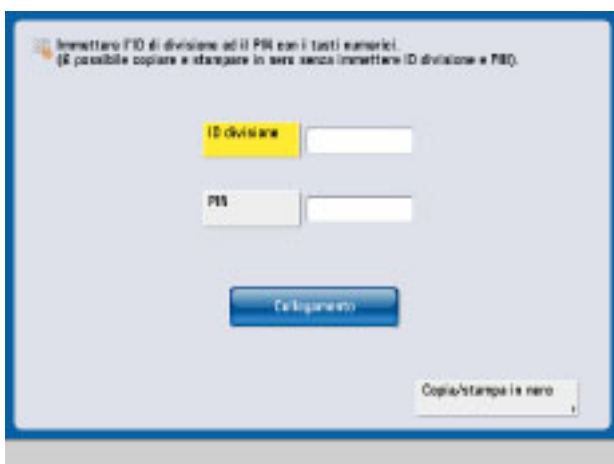 Immettere l'ID di divisione ed il PIN con i tasti numerici.
(È possibile copiare e stampare in nero senza immettere ID divisione e PIN).
ID divisione
PIN
Collegamento
Copia/stampa in nero